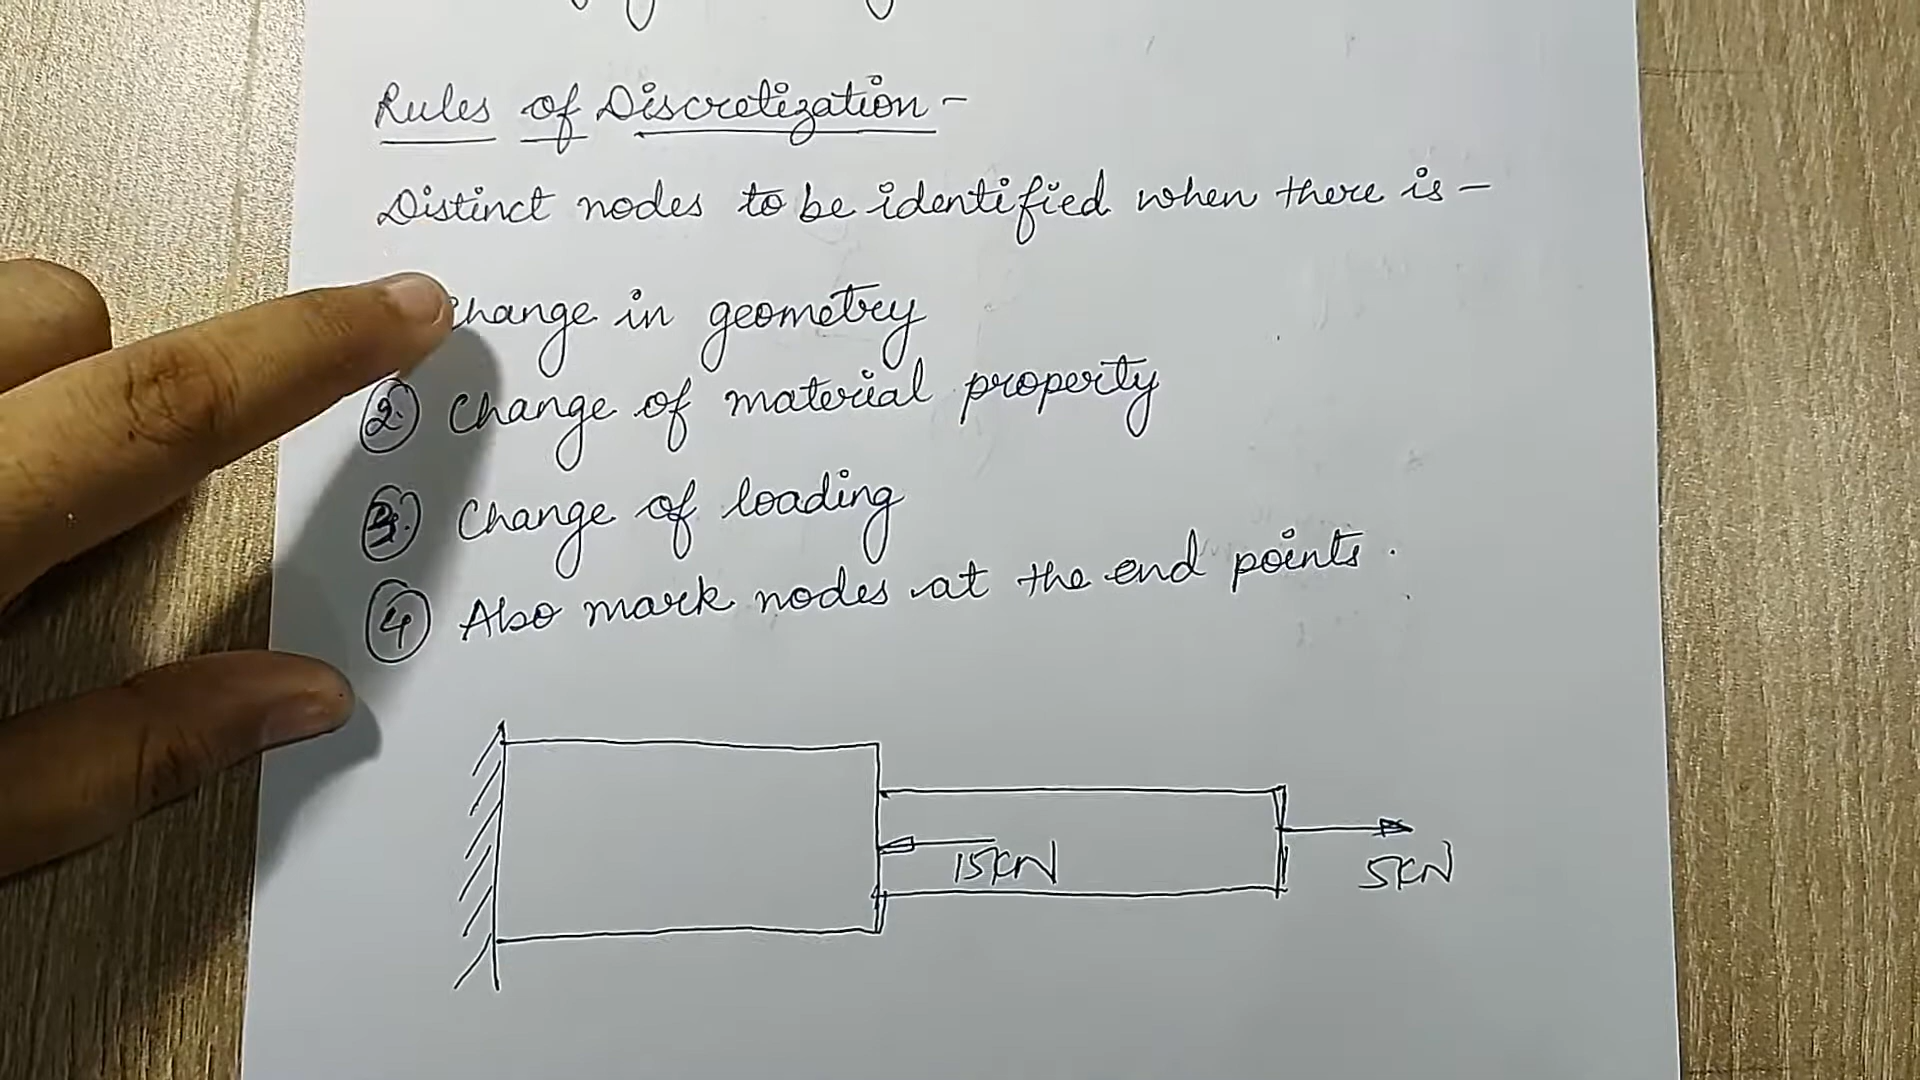 Rules of Discretization -
Distinct nodes to be identified when there is -
change in geometry
2. Change of material property
3. Change of loading
4 Also mark nodes at the end points.
15KN
5KN